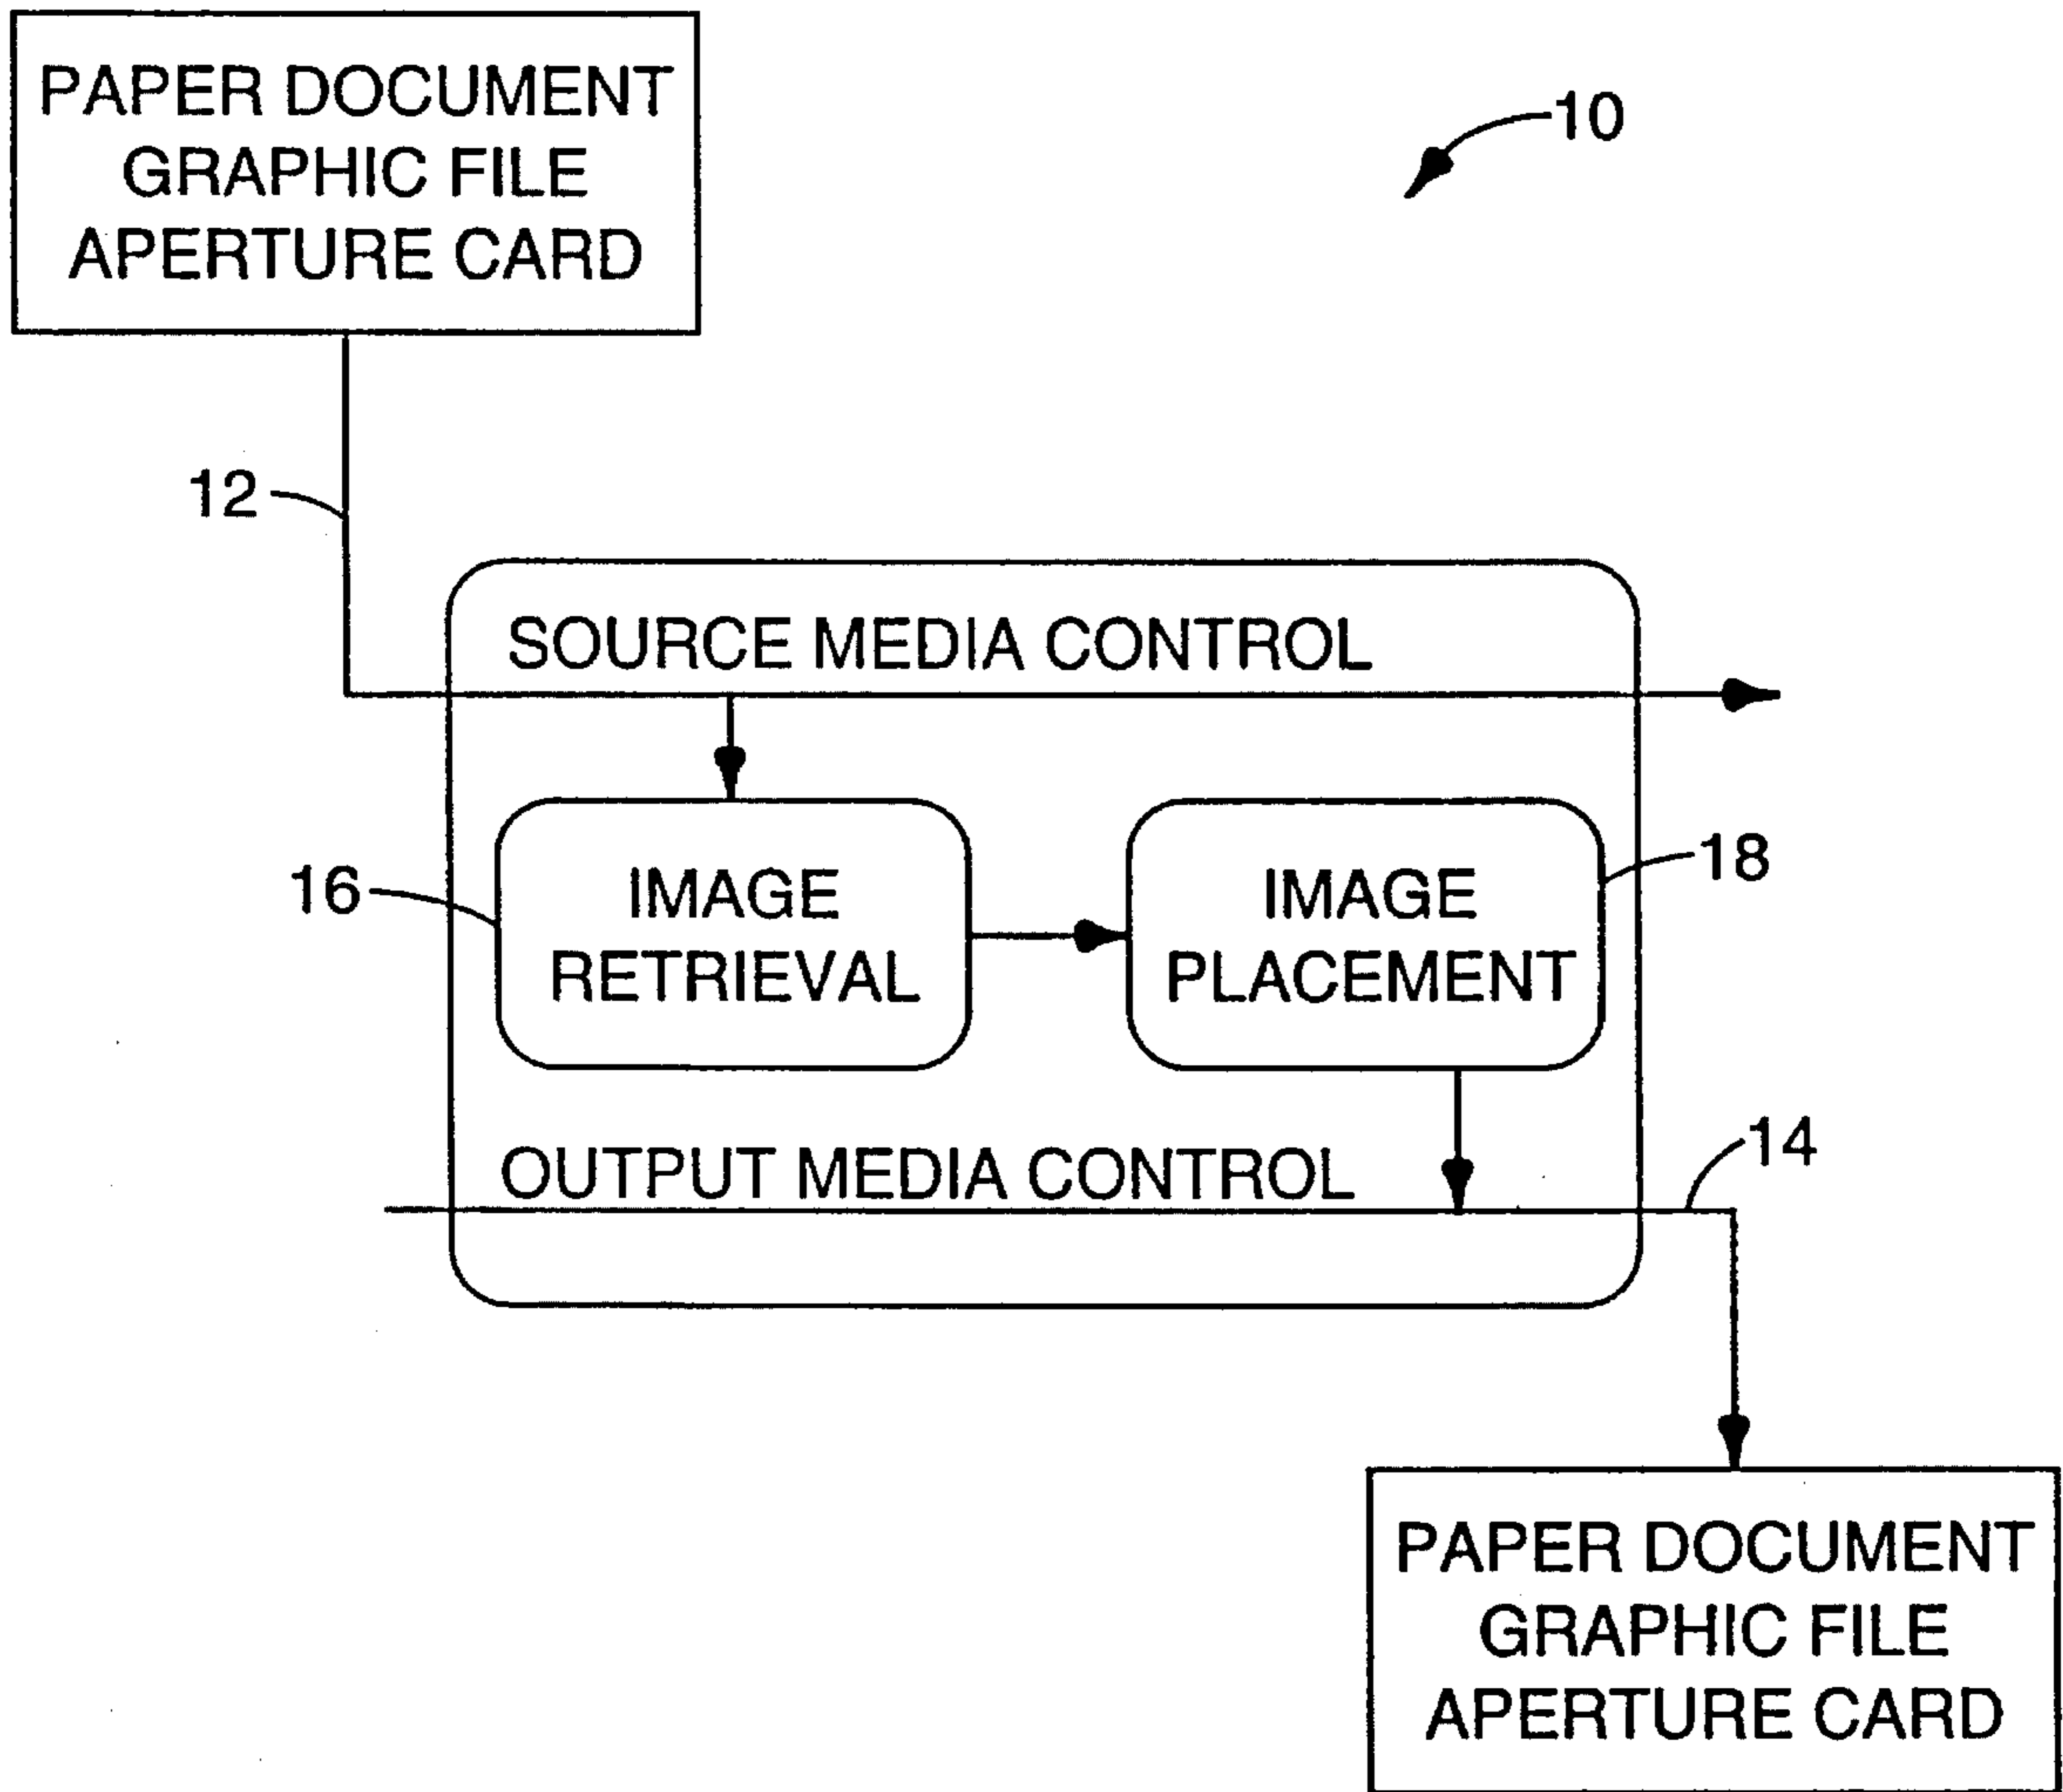 PAPER DOCUMENT
GRAPHIC FILE
APERTURE CARD
10
12
SOURCE MEDIA CONTROL
16
IMAGE
RETRIEVAL
IMAGE
PLACEMENT
18
OUTPUT MEDIA CONTROL
14
PAPER DOCUMENT
GRAPHIC FILE
APERTURE CARD